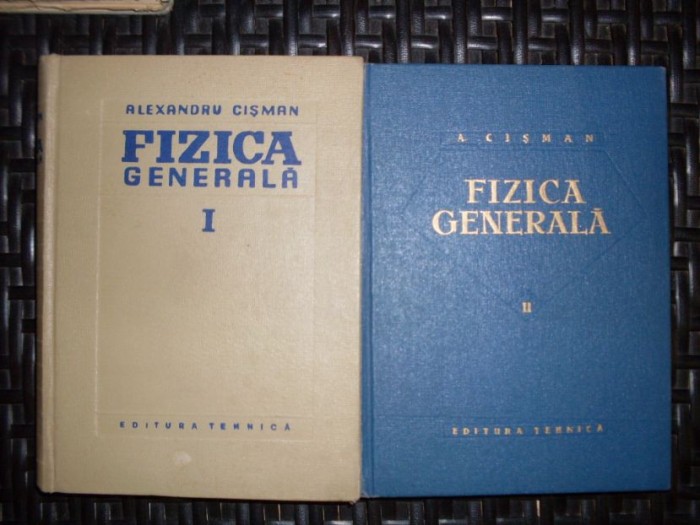 ALEXANDRU CIȘMAN
FIZICA
GENERALĂ
I
EDITURA TEHNICĂ
A. CIȘMAN
FIZICA
GENERALĂ
II
EDITURA TEHNICĂ